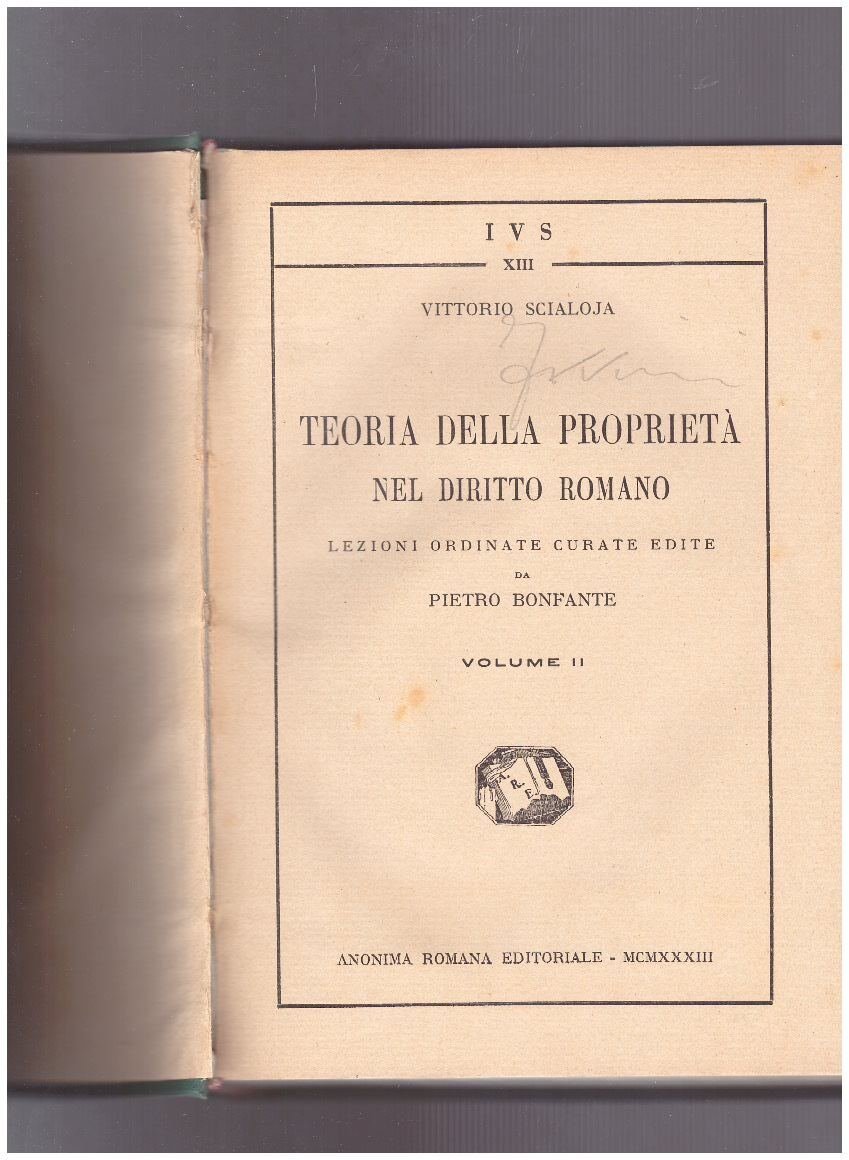 IVS
XIII
VITTORIO SCIALOJA
TEORIA DELLA PROPRIETÀ
NEL DIRITTO ROMANO
LEZIONI ORDINATE CURATE EDITE
DA
PIETRO BONFANTE
VOLUME II
A. R. E.
ANONIMA ROMANA EDITORIALE - MCMXXXIII